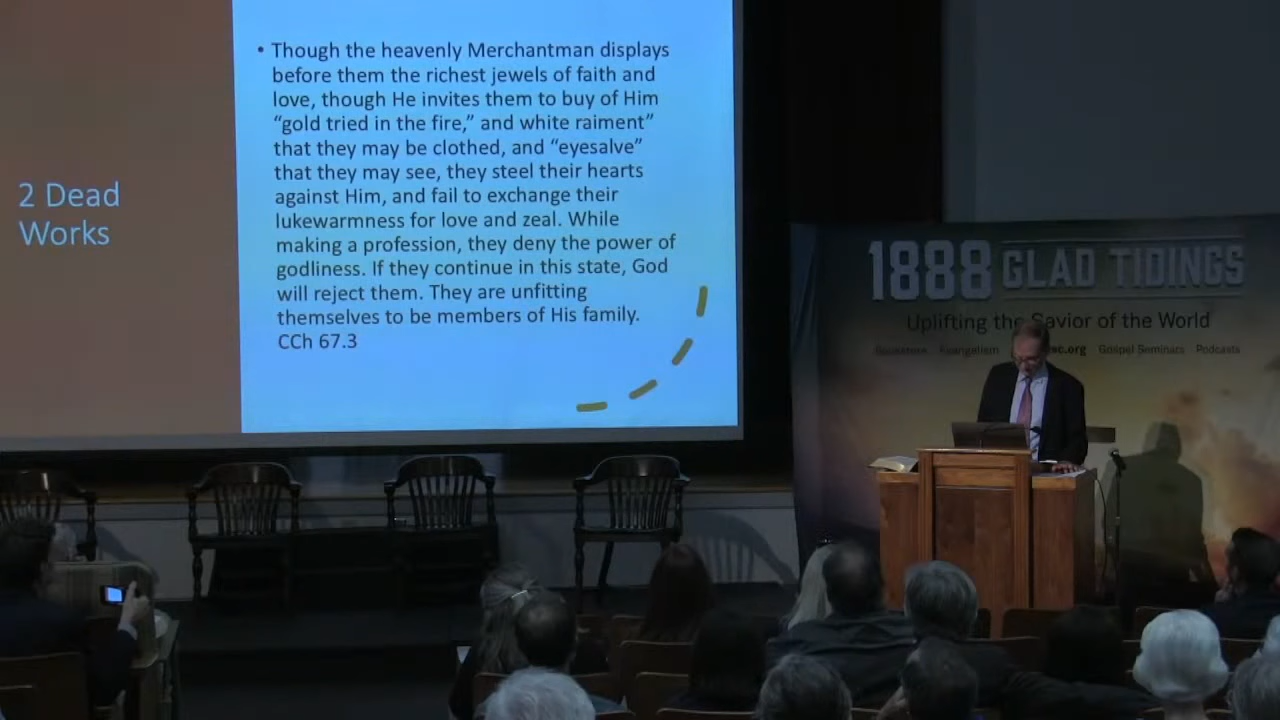 2 Dead
Works
• Though the heavenly Merchantman displays
before them the richest jewels of faith and
love, though He invites them to buy of Him
“gold tried in the fire,” and white raiment”
that they may be clothed, and “eyesalve”
that they may see, they steel their hearts
against Him, and fail to exchange their
lukewarmness for love and zeal. While
making a profession, they deny the power of
godliness. If they continue in this state, God
will reject them. They are unfitting
themselves to be members of His family.
CCh 67.3
1888 GLAD TIDINGS
Uplifting the Savior of the World
Evangelism sc.org Gospel Seminars Podcasts